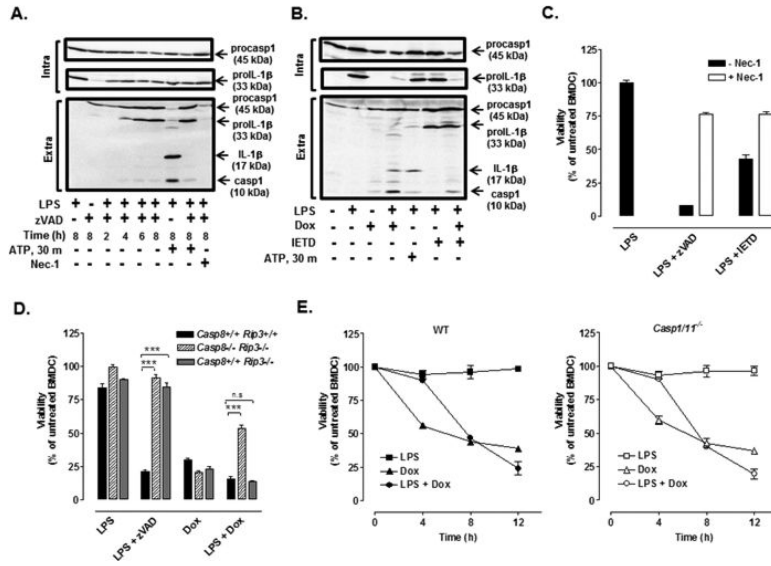 A.
Intra
procasp1
(45 kDa)
proIL-1β
(33 kDa)
Extra
procasp1
(45 kDa)
proIL-1β
(33 kDa)
IL-1β
(17 kDa)
casp1
(10 kDa)
LPS + - + + + + - + +
zVAD - + + + + + - + +
Time (h) 8 8 2 4 6 8 8 8 8
ATP, 30 m - - - - - - + + -
Nec-1 - - - - - - - - +
B.
Intra
procasp1
(45 kDa)
proIL-1β
(33 kDa)
Extra
procasp1
(45 kDa)
proIL-1β
(33 kDa)
IL-1β
(17 kDa)
casp1
(10 kDa)
LPS
Dox
IETD
ATP, 30 m
C.
Viability
(% of untreated BMDC)
125
100
75
50
25
0
- Nec-1
+ Nec-1
LPS
LPS + zVAD
LPS + IETD
D.
Viability
(% of untreated BMDC)
125
100
75
50
25
0
Casp8+/+ Rip3+/+
Casp8-/- Rip3-/-
Casp8+/+ Rip3-/-
***
***
n.s
***
LPS
LPS + zVAD
Dox
LPS + Dox
E.
WT
Viability
(% of untreated BMDC)
125
100
75
50
25
0
LPS
Dox
LPS + Dox
0 4 8 12
Time (h)
Casp1/11-/-
Viability
(% of untreated BMDC)
125
100
75
50
25
0
LPS
Dox
LPS + Dox
0 4 8 12
Time (h)